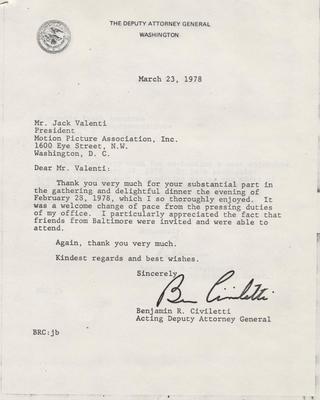 THE DEPUTY ATTORNEY GENERAL
WASHINGTON
March 23, 1978
Mr. Jack Valenti
President
Motion Picture Association, Inc.
1600 Eye Street, N.W.
Washington, D. C.
Dear Mr. Valenti:
Thank you very much for your substantial part in
the gathering and delightful dinner the evening of
February 28, 1978, which I so thoroughly enjoyed. It
was a welcome change of pace from the pressing duties
of my office. I particularly appreciated the fact that
friends from Baltimore were invited and were able to
attend.
Again, thank you very much.
Kindest regards and best wishes.
Sincerely,
Ben Civiletti
Benjamin R. Civiletti
Acting Deputy Attorney General
BRC:jb